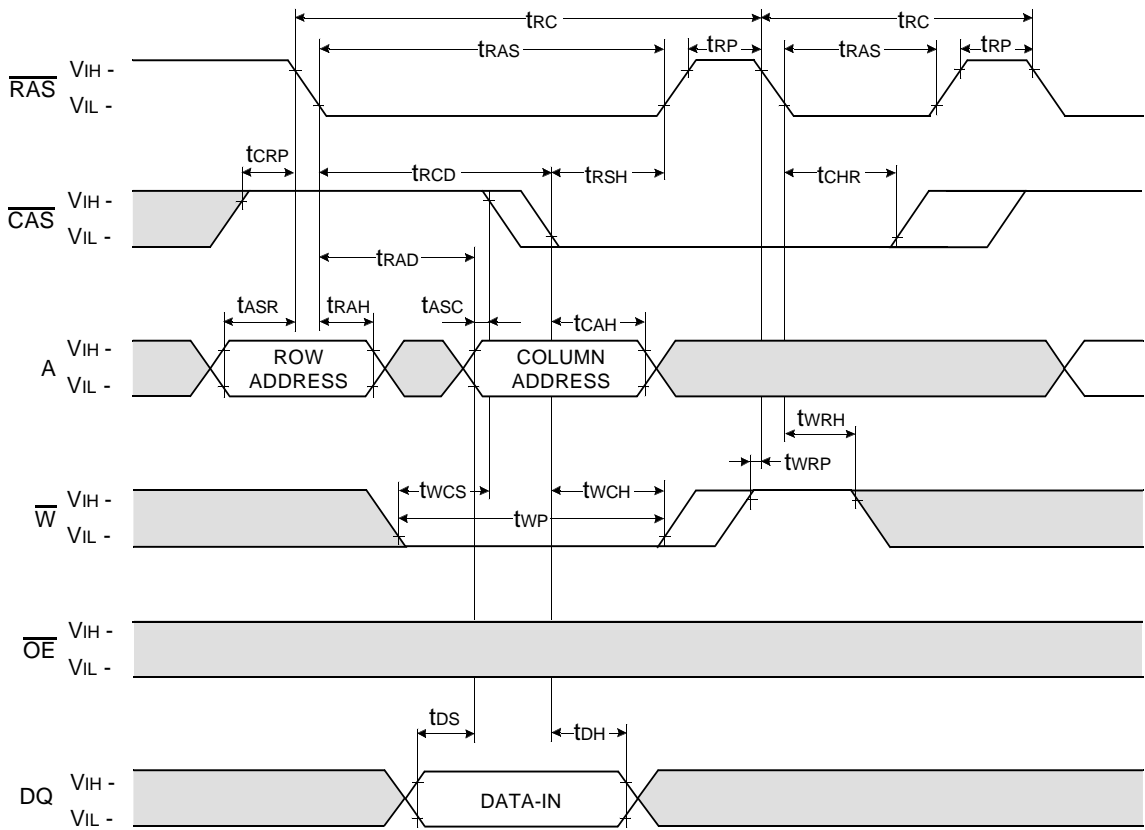 tRC tRC
tRAS tRP tRAS tRP
RAS VIH -
VIL -
tCRP tRCD tRSH tCHR
CAS VIH -
VIL -
tRAD
tASR tRAH tASC tCAH
A VIH -
VIL -
ROW
ADDRESS
COLUMN
ADDRESS
tWRH
tWRP
tWCS tWCH
W VIH -
VIL -
tWP
OE VIH -
VIL -
tDS tDH
DQ VIH -
VIL -
DATA-IN